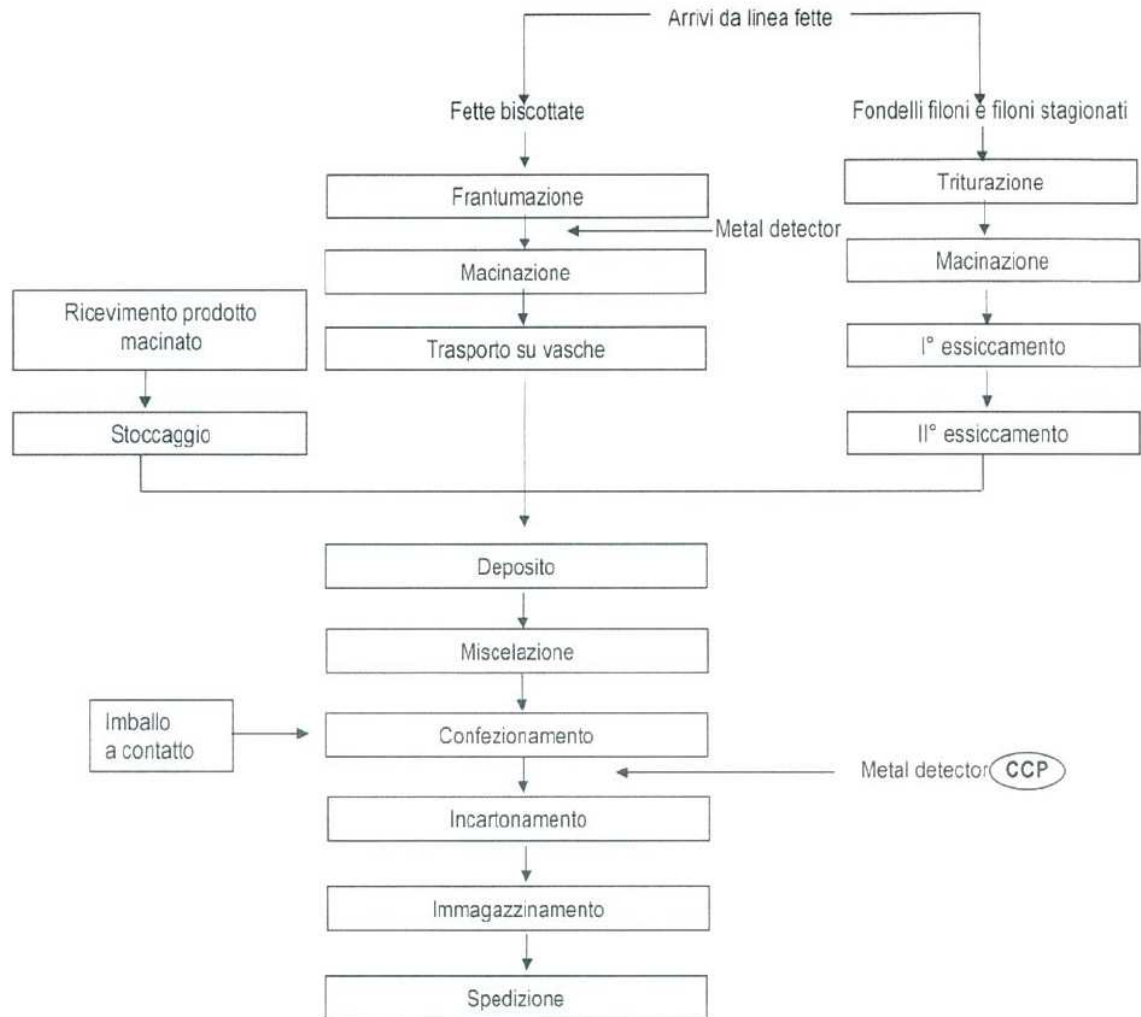 Arrivi da linea fette
Fette biscottate
Fondelli filoni e filoni stagionati
Frantumazione
Triturazione
Metal detector
Macinazione
Macinazione
Ricevimento prodotto
macinato
Trasporto su vasche
I° essiccamento
Stoccaggio
II° essiccamento
Deposito
Miscelazione
Imballo
a contatto
Confezionamento
Metal detector CCP
Incartonamento
Immagazzinamento
Spedizione